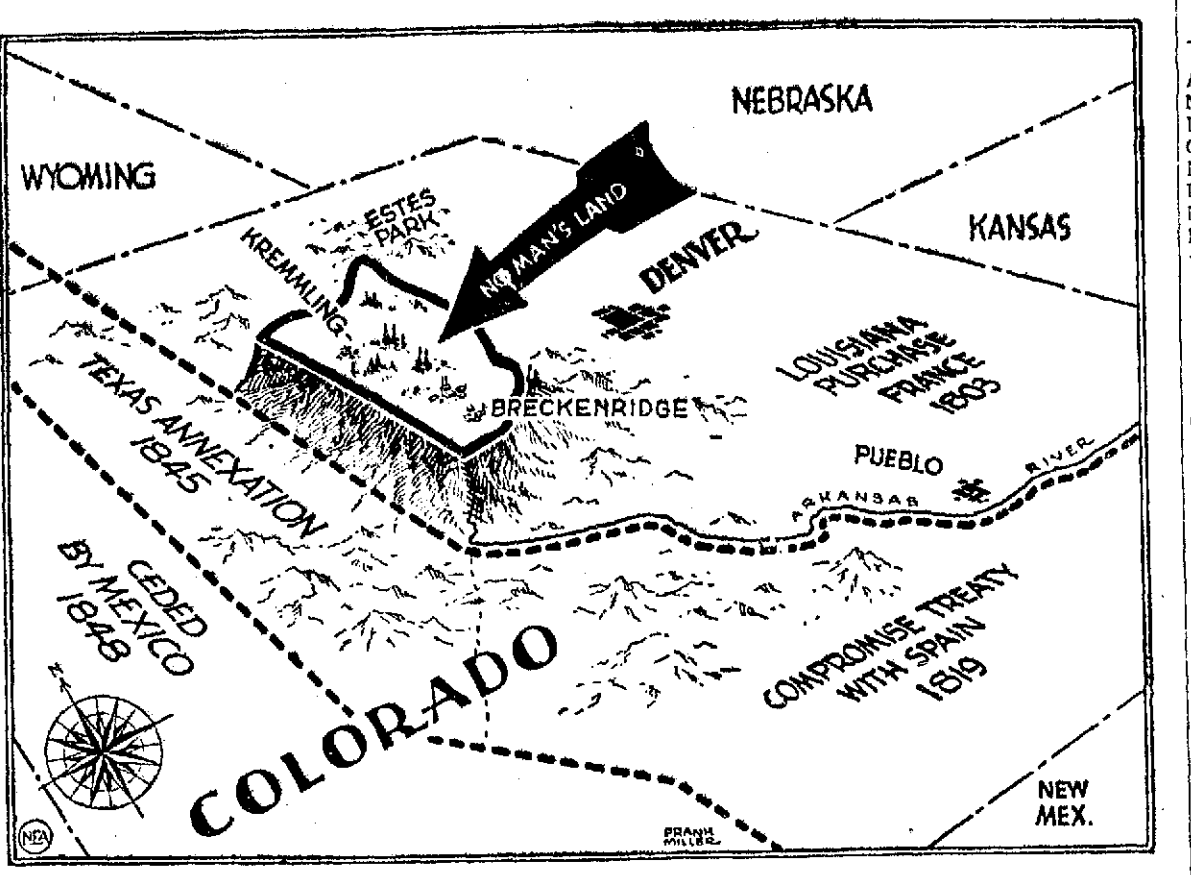 NEBRASKA
WYOMING
KANSAS
ESTES
PARK
KREMMLING
NO MAN'S LAND
DENVER
LOUISIANA
PURCHASE
FRANCE
1803
TEXAS ANNEXATION
1845
BRECKENRIDGE
PUEBLO
ARKANSAS RIVER
CEDED
BY MEXICO
1848
COMPROMISE TREATY
WITH SPAIN
1819
COLORADO
N
NEW
MEX.
NEA
FRANK
MILLER